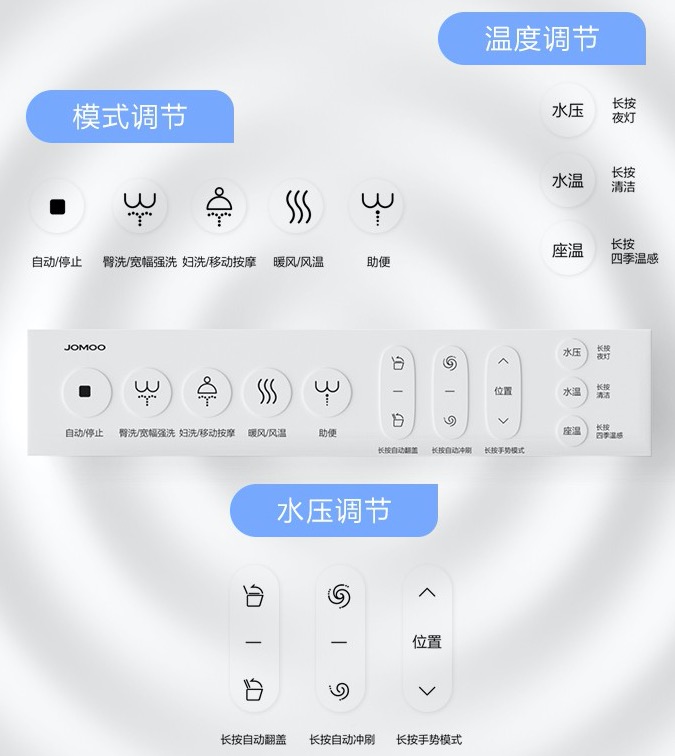 温度调节
模式调节
水压
长按
夜灯
水温
长按
清洁
座温
长按
四季温感
自动/停止
臀洗/宽幅强洗
妇洗/移动按摩
暖风/风温
助便
JOMOO
自动/停止
臀洗/宽幅强洗
妇洗/移动按摩
暖风/风温
助便
位置
长按自动翻盖
长按自动冲刷
长按手势模式
水压
长按
夜灯
水温
长按
清洁
座温
长按
四季温感
水压调节
位置
长按自动翻盖
长按自动冲刷
长按手势模式